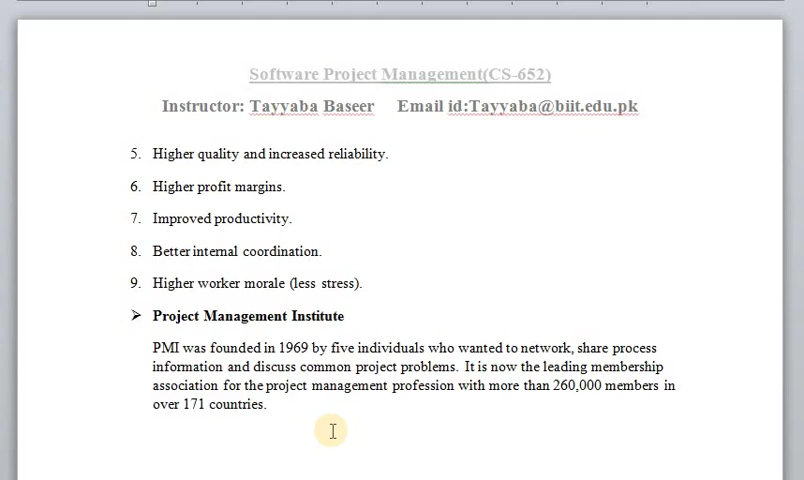 Software Project Management(CS-652)
Instructor: Tayyaba Baseer Email id:Tayyaba@biit.edu.pk
5. Higher quality and increased reliability.
6. Higher profit margins.
7. Improved productivity.
8. Better internal coordination.
9. Higher worker morale (less stress).
➢ Project Management Institute
PMI was founded in 1969 by five individuals who wanted to network, share process
information and discuss common project problems. It is now the leading membership
association for the project management profession with more than 260,000 members in
over 171 countries.